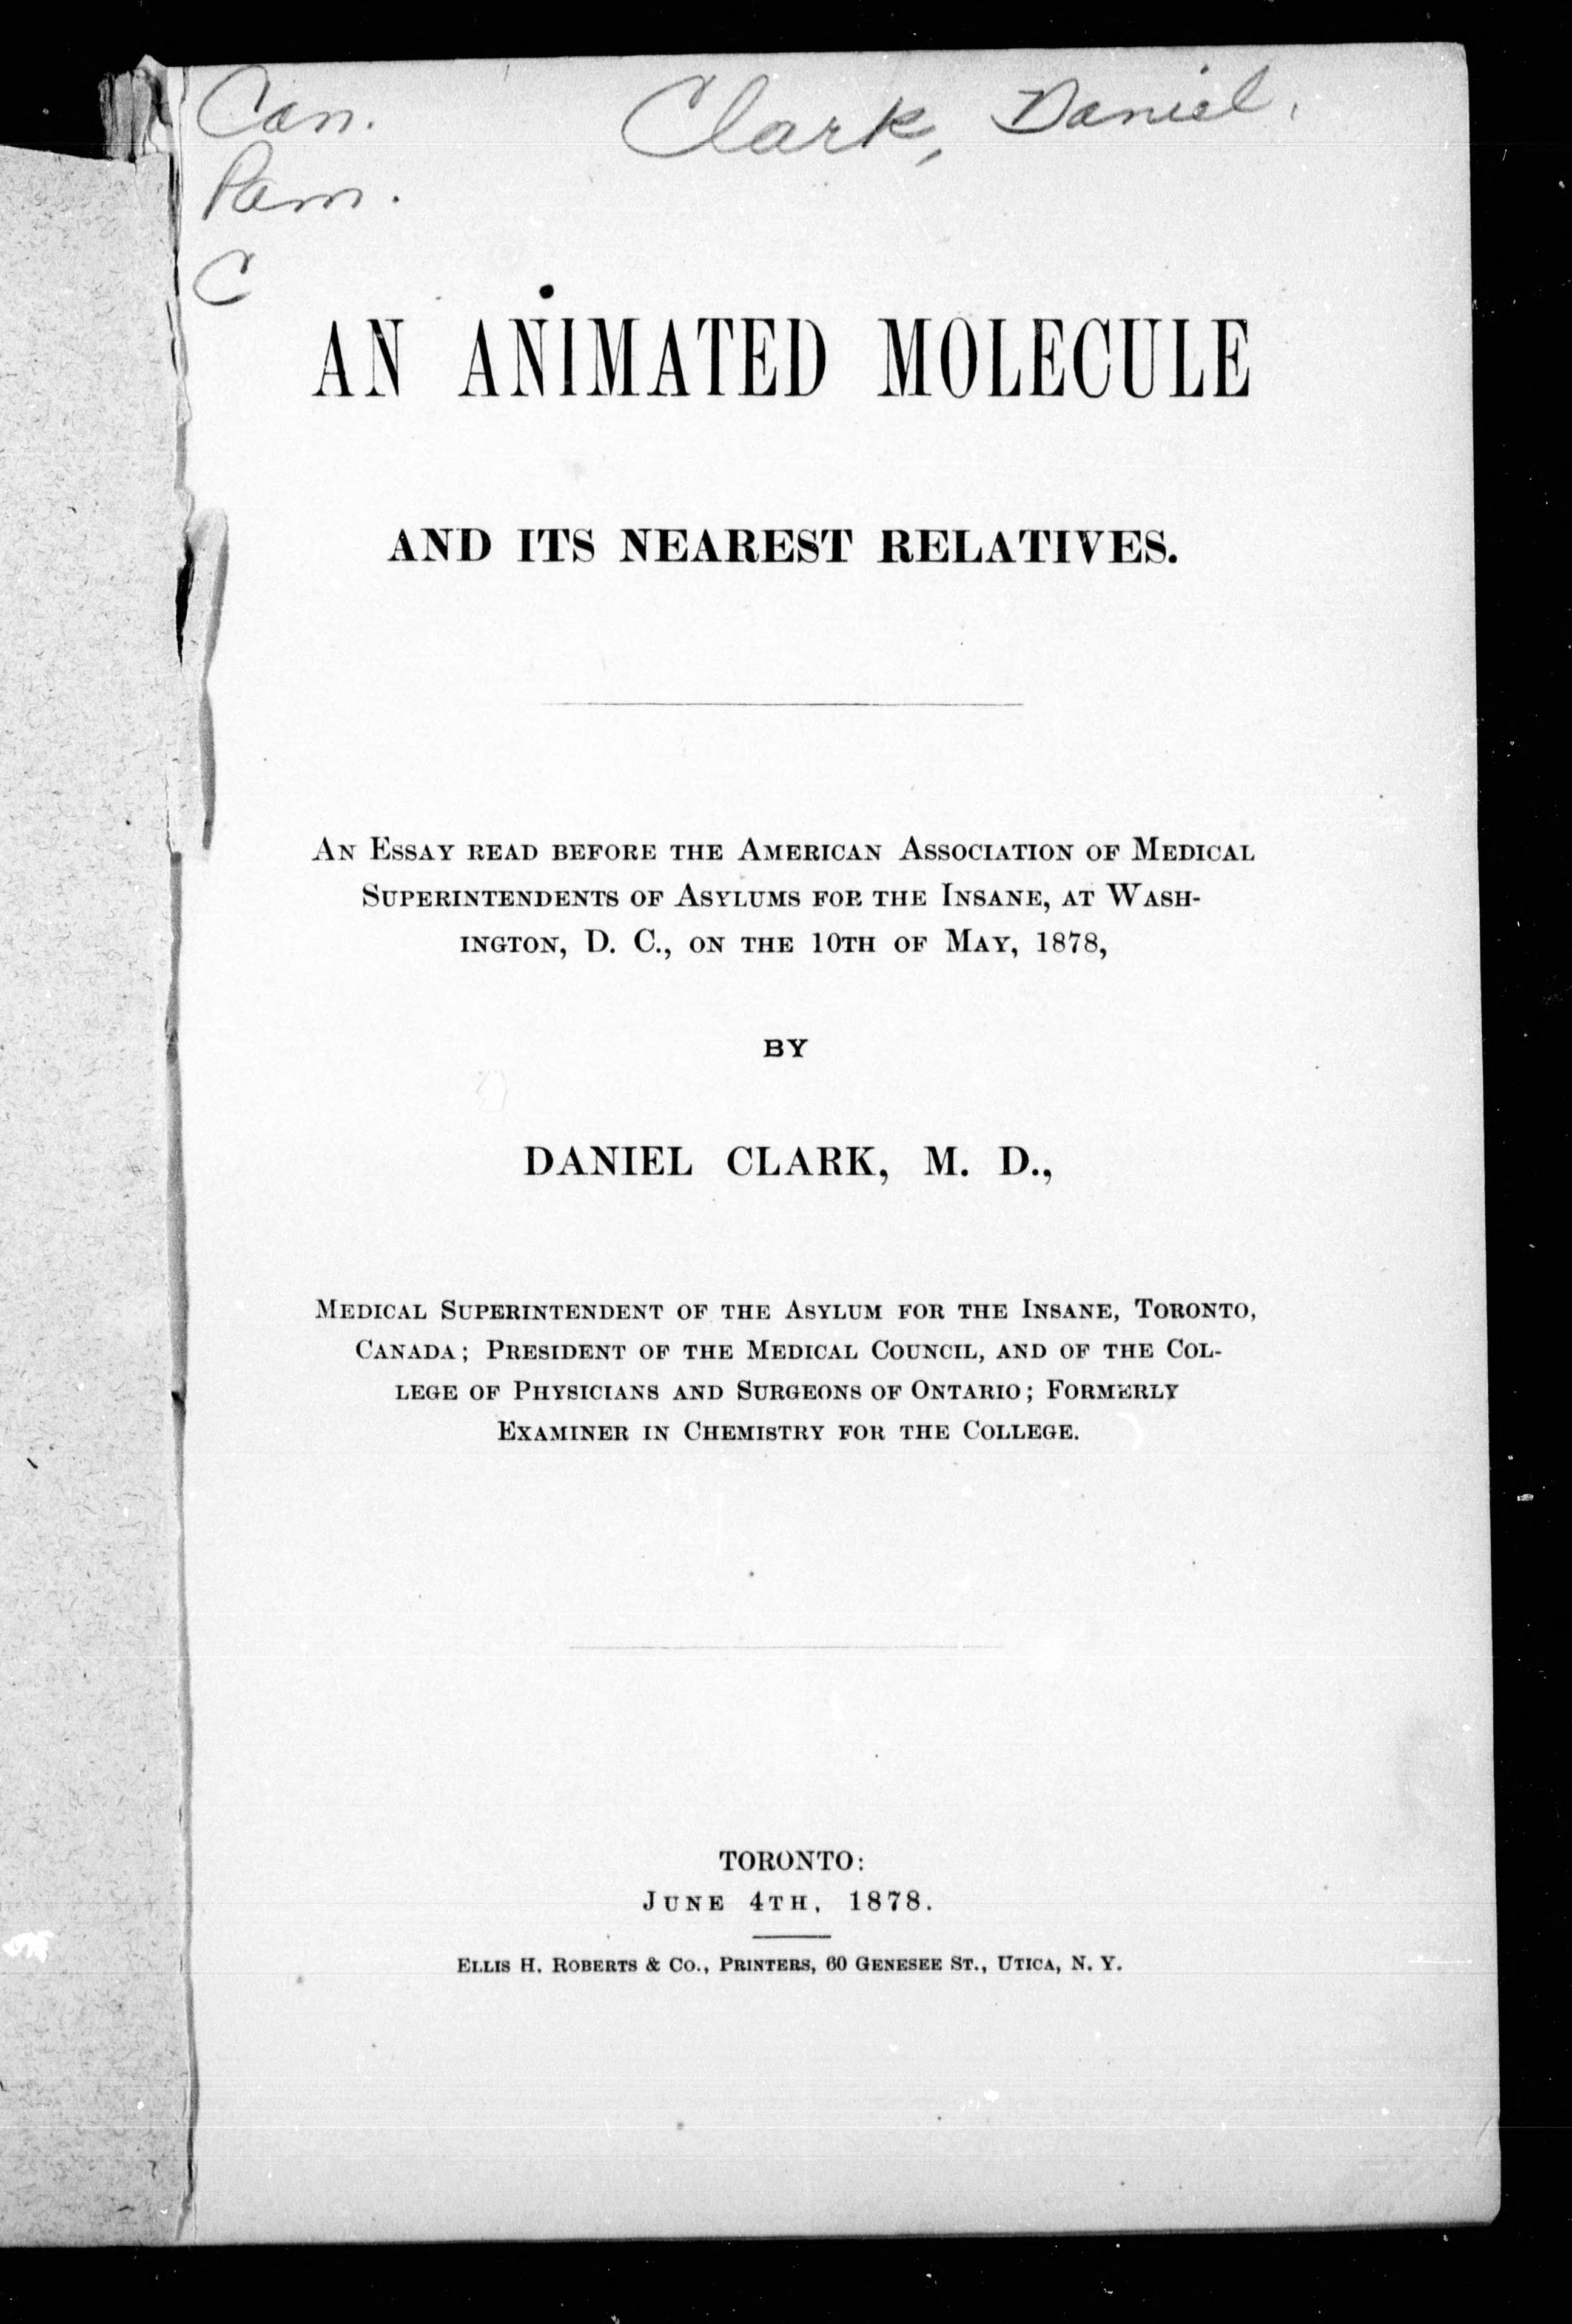 Can. Clark, Daniel.
Pam.
C
AN ANIMATED MOLECULE
AND ITS NEAREST RELATIVES.
AN ESSAY READ BEFORE THE AMERICAN ASSOCIATION OF MEDICAL
SUPERINTENDENTS OF ASYLUMS FOR THE INSANE, AT WASH-
INGTON, D. C., ON THE 10TH OF MAY, 1878,
BY
DANIEL CLARK, M. D.,
MEDICAL SUPERINTENDENT OF THE ASYLUM FOR THE INSANE, TORONTO,
CANADA; PRESIDENT OF THE MEDICAL COUNCIL, AND OF THE COL-
LEGE OF PHYSICIANS AND SURGEONS OF ONTARIO; FORMERLY
EXAMINER IN CHEMISTRY FOR THE COLLEGE.
TORONTO:
JUNE 4TH, 1878.
ELLIS H. ROBERTS & CO., PRINTERS, 60 GENESEE ST., UTICA, N. Y.